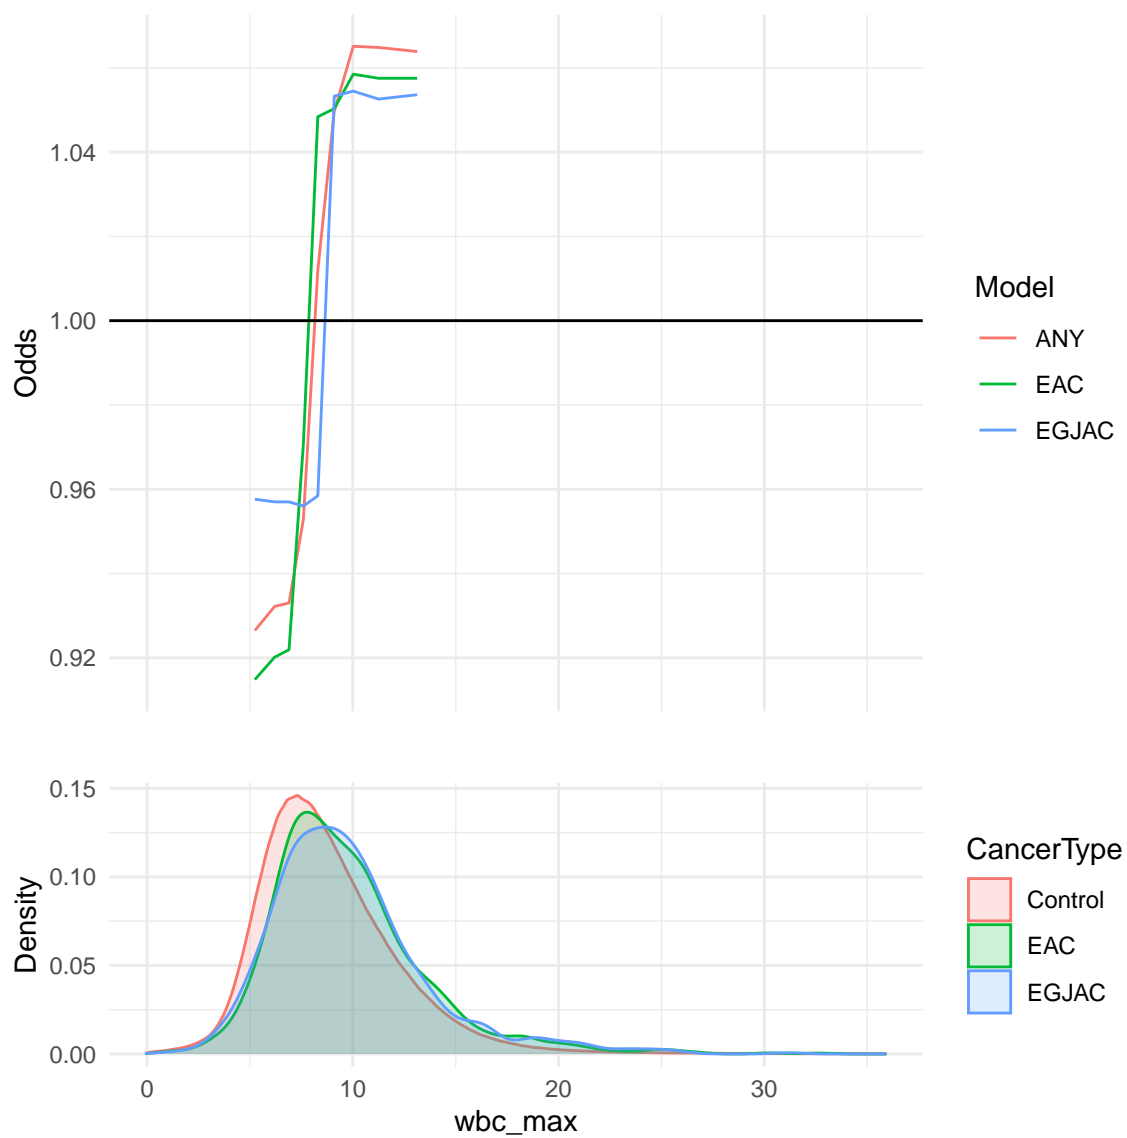 1.04
1.00
0.96
0.92
Odds
Model
ANY
EAC
EGJAC
0.15
0.10
0.05
0.00
Density
0
10
20
30
wbc_max
CancerType
Control
EAC
EGJAC